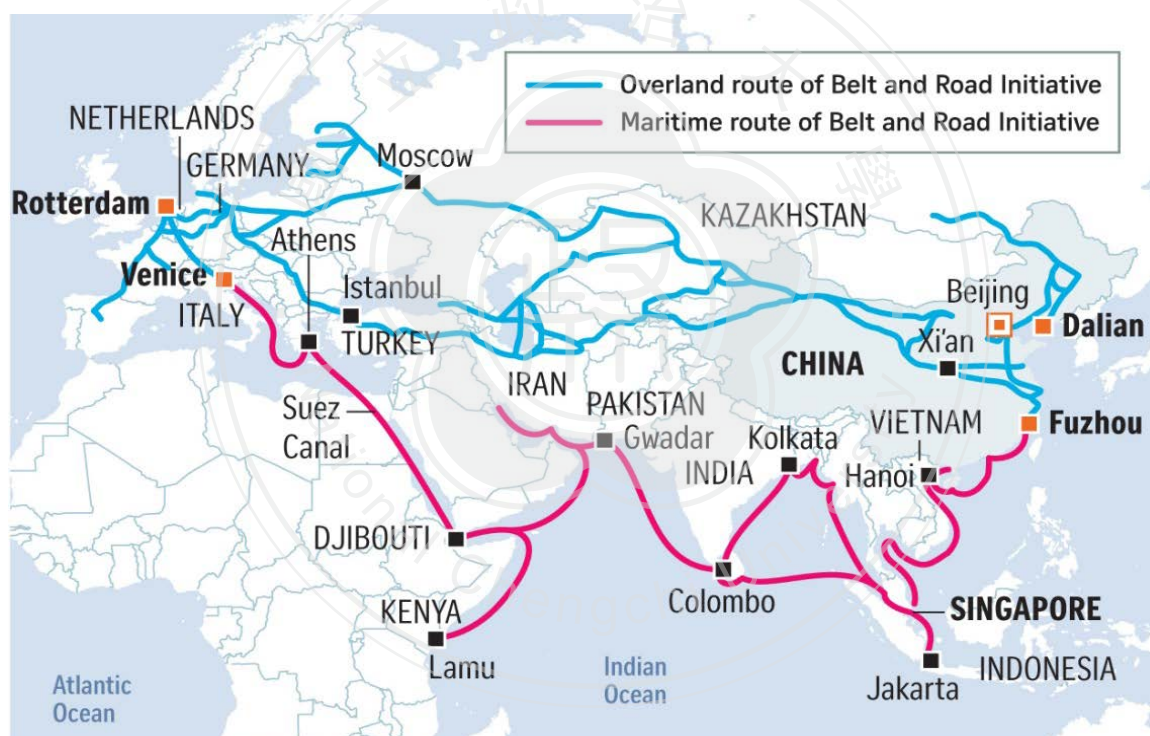 Overland route of Belt and Road Initiative
Maritime route of Belt and Road Initiative
NETHERLANDS
GERMANY
Moscow
Rotterdam
KAZAKHSTAN
Athens
Venice
Istanbul
Beijing
ITALY
TURKEY
Dalian
Xi'an
CHINA
IRAN
Suez
Canal
PAKISTAN
Gwadar
VIETNAM
Fuzhou
Kolkata
INDIA
Hanoi
DJIBOUTI
Colombo
KENYA
SINGAPORE
Lamu
Indian
Ocean
INDONESIA
Jakarta
Atlantic
Ocean